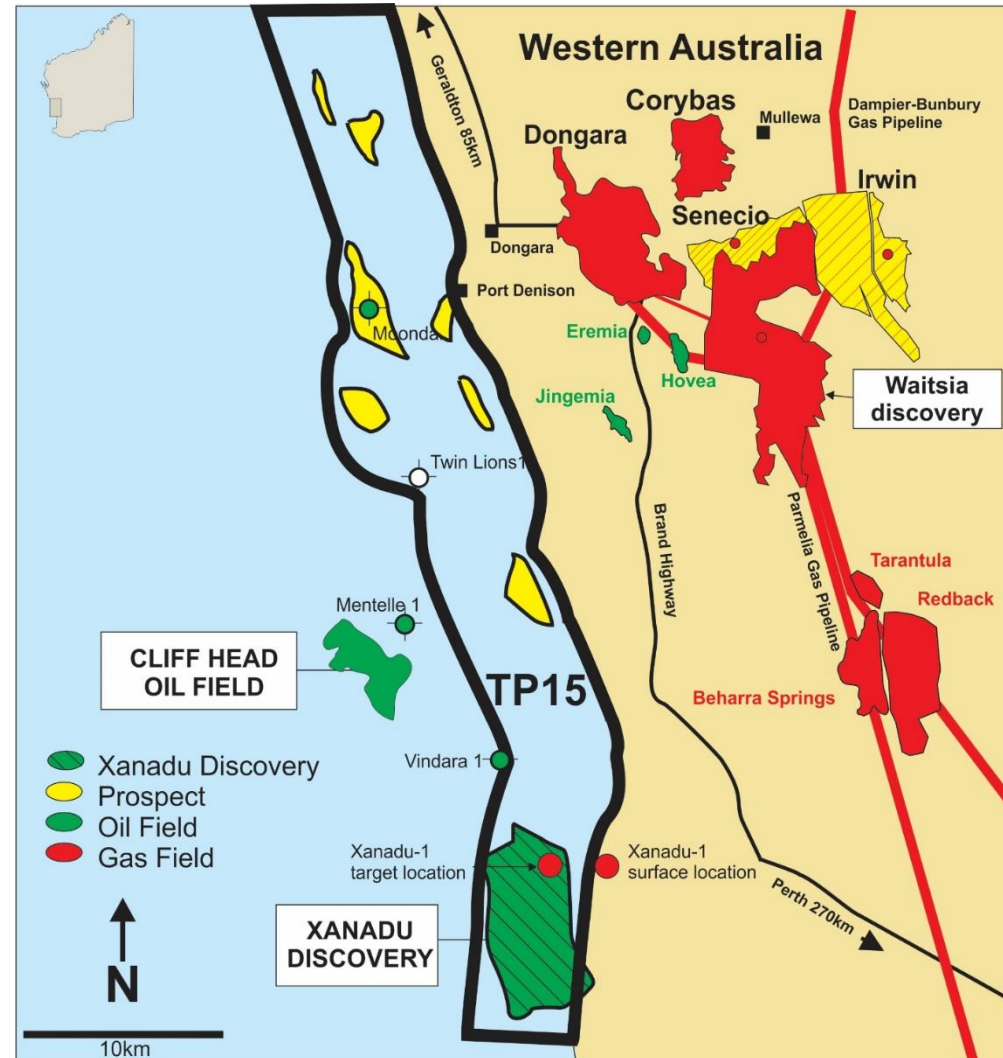 Western Australia
Geraldton 85km
Corybas
Mullewa
Dampier-Bunbury
Gas Pipeline
Dongara
Irwin
Senecio
Dongara
Port Denison
Eremia
Moonda
Hovea
Waitsia
discovery
Jingemia
Twin Lions1
Brand Highway
Parmelia Gas Pipeline
Tarantula
Redback
Mentelle 1
CLIFF HEAD
OIL FIELD
TP15
Beharra Springs
Vindara 1
Xanadu Discovery
Prospect
Oil Field
Gas Field
Xanadu-1
target location
Xanadu-1
surface location
Perth 270km
XANADU
DISCOVERY
N
10km